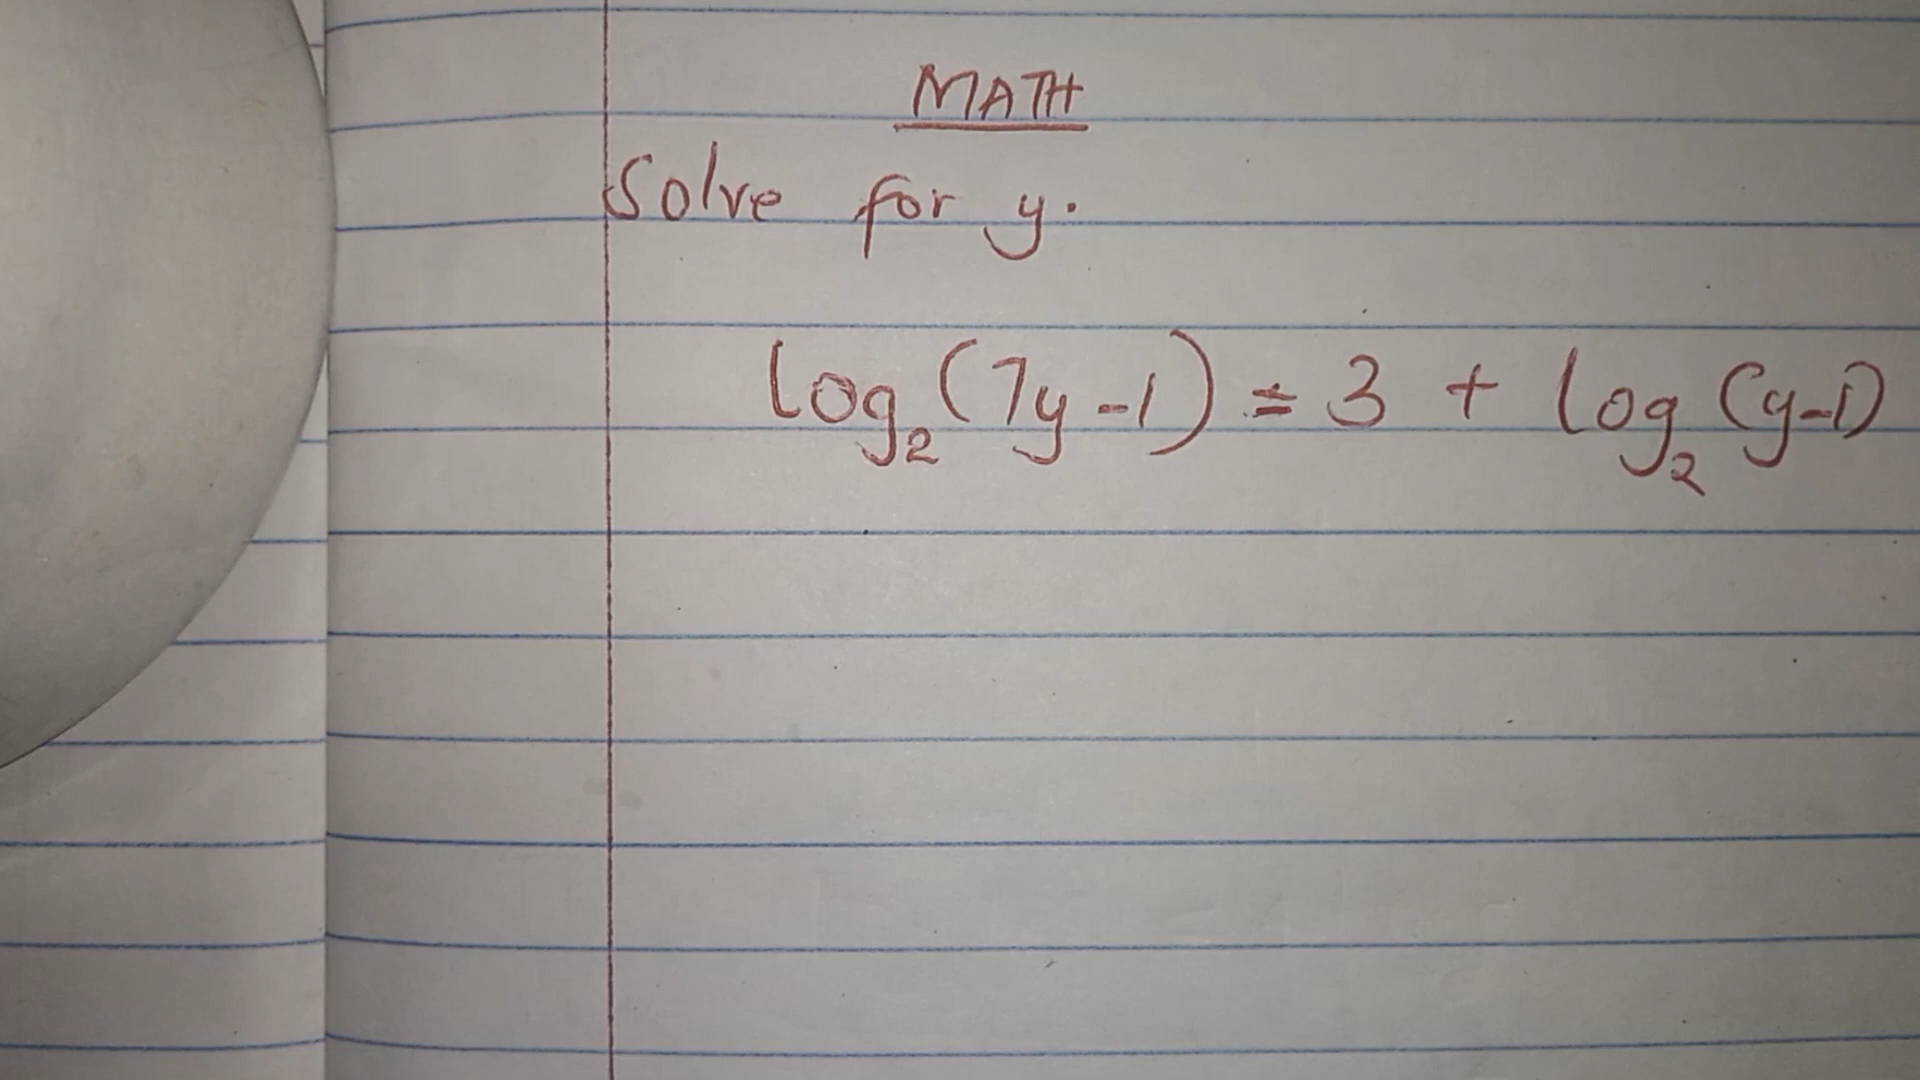 MATH
Solve for y.
log₂(7y-1) = 3 + log₂(y-1)